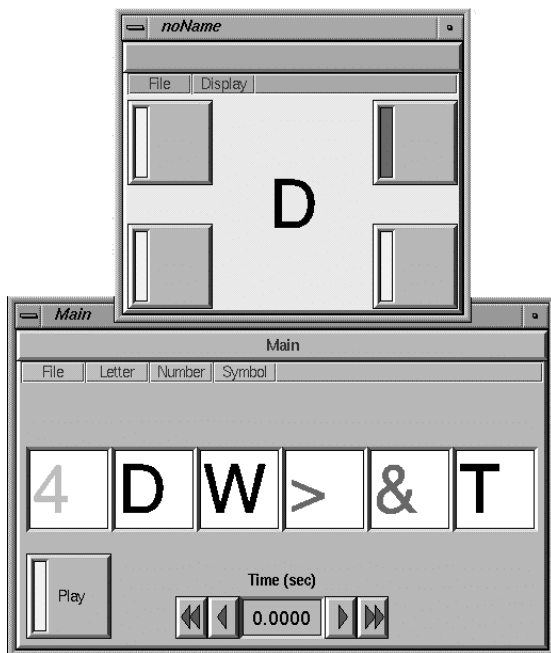 noName
File Display
D
Main
Main
File Letter Number Symbol
4 D W > & T
Play
Time (sec)
0.0000